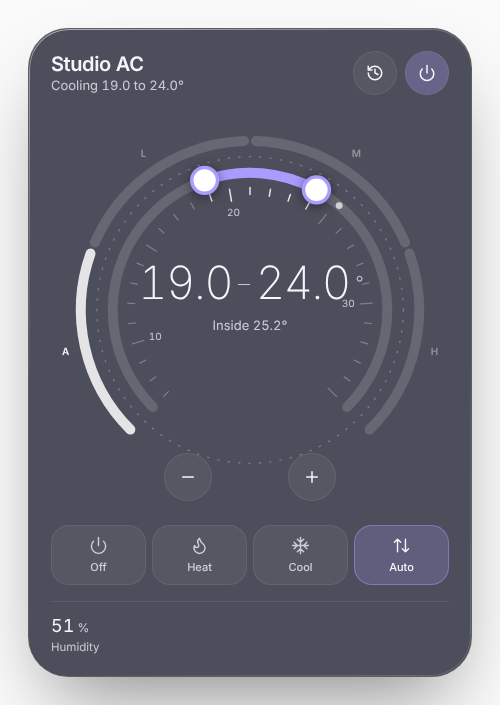 Studio AC
Cooling 19.0 to 24.0°
L
M
20
19.0–24.0°
30
Inside 25.2°
10
A
H
Off
Heat
Cool
Auto
51 %
Humidity